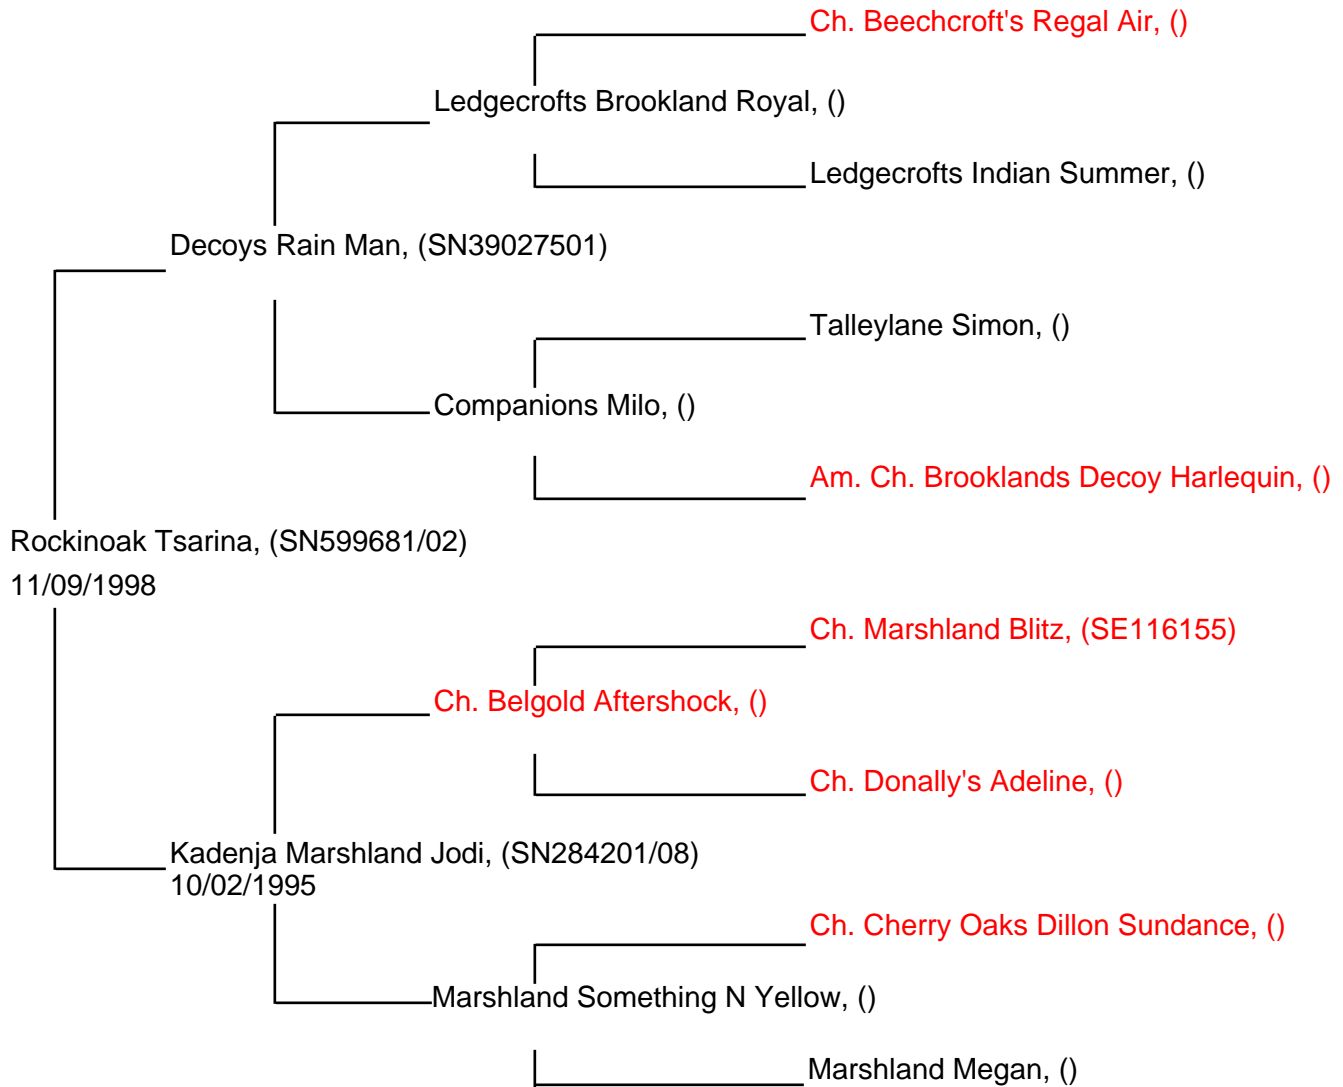 Ch. Beechcroft's Regal Air, ()
Ledgecrofts Brookland Royal, ()
Ledgecrofts Indian Summer, ()
Decoys Rain Man, (SN39027501)
Talleylane Simon, ()
Companions Milo, ()
Am. Ch. Brooklands Decoy Harlequin, ()
Rockinoak Tsarina, (SN599681/02)
11/09/1998
Ch. Marshland Blitz, (SE116155)
Ch. Belgold Aftershock, ()
Ch. Donally's Adeline, ()
Kadenja Marshland Jodi, (SN284201/08)
10/02/1995
Ch. Cherry Oaks Dillon Sundance, ()
Marshland Something N Yellow, ()
Marshland Megan, ()